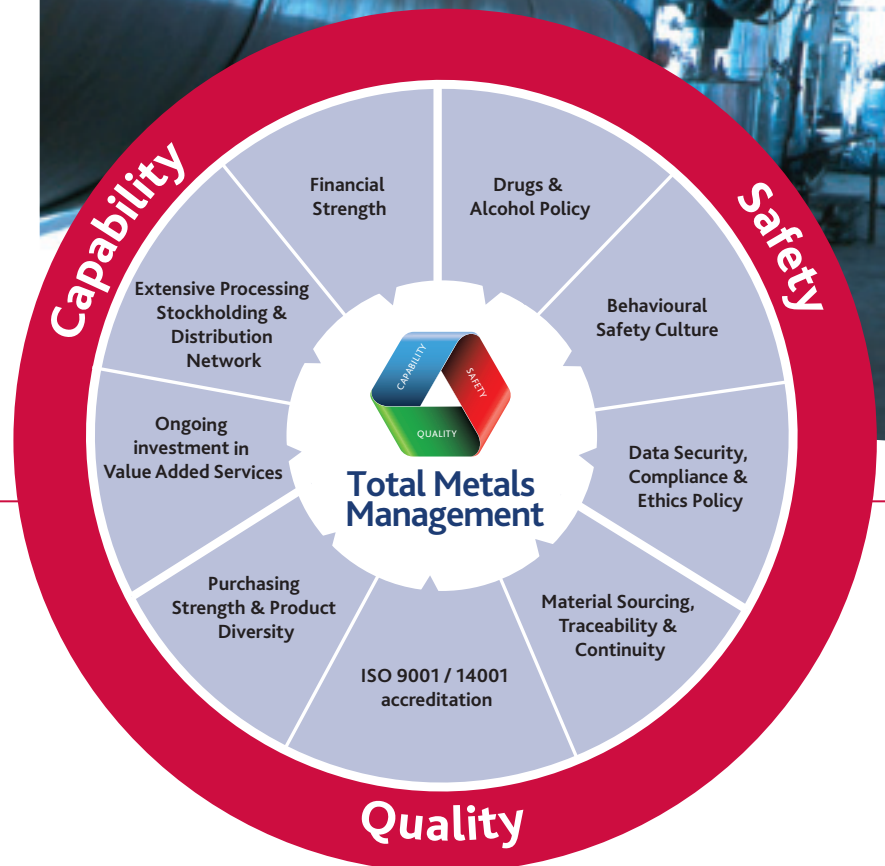 Capability
Safety
Quality
Financial
Strength
Drugs &
Alcohol Policy
Behavioural
Safety Culture
Data Security,
Compliance &
Ethics Policy
Material Sourcing,
Traceability &
Continuity
ISO 9001 / 14001
accreditation
Purchasing
Strength & Product
Diversity
Ongoing
investment in
Value Added Services
Extensive Processing
Stockholding &
Distribution
Network
CAPABILITY
SAFETY
QUALITY
Total Metals
Management